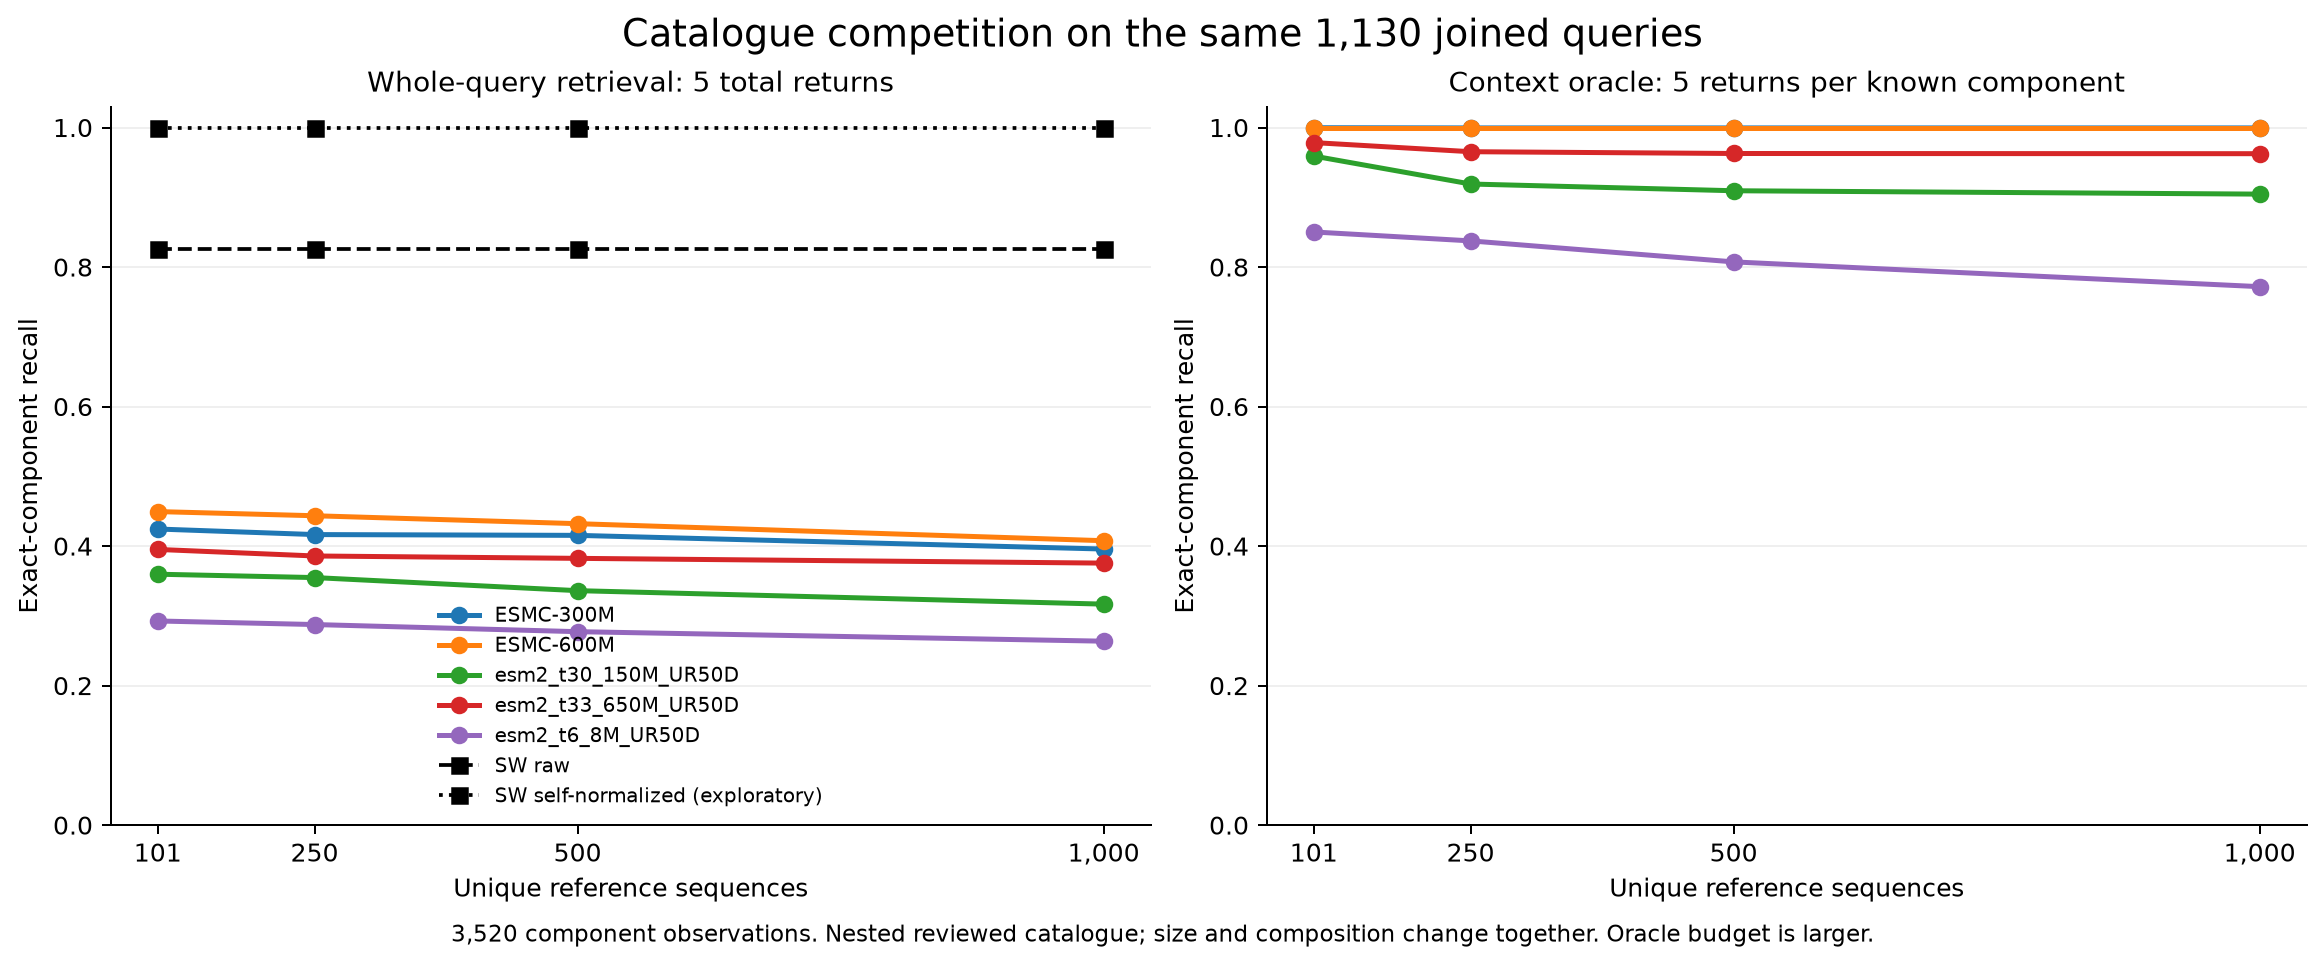 Catalogue competition on the same 1,130 joined queries
Whole-query retrieval: 5 total returns
Exact-component recall
1.0
0.8
0.6
0.4
0.2
0.0
ESMC-300M
ESMC-600M
esm2_t30_150M_UR50D
esm2_t33_650M_UR50D
esm2_t6_8M_UR50D
SW raw
SW self-normalized (exploratory)
101 250 500 1,000
Unique reference sequences
Context oracle: 5 returns per known component
Exact-component recall
1.0
0.8
0.6
0.4
0.2
0.0
101 250 500 1,000
Unique reference sequences
3,520 component observations. Nested reviewed catalogue; size and composition change together. Oracle budget is larger.